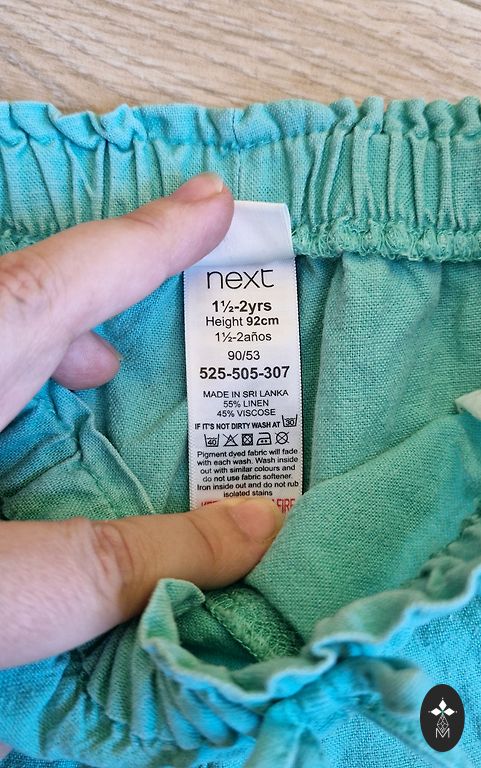 next
1½-2yrs
Height 92cm
1½-2años
90/53
525-505-307
MADE IN SRI LANKA
55% LINEN
45% VISCOSE
IF IT'S NOT DIRTY WASH AT 30
40
Pigment dyed fabric will fade
with each wash. Wash inside
out with similar colours and
do not use fabric softener.
Iron inside out and do not rub
isolated stains
FIRE